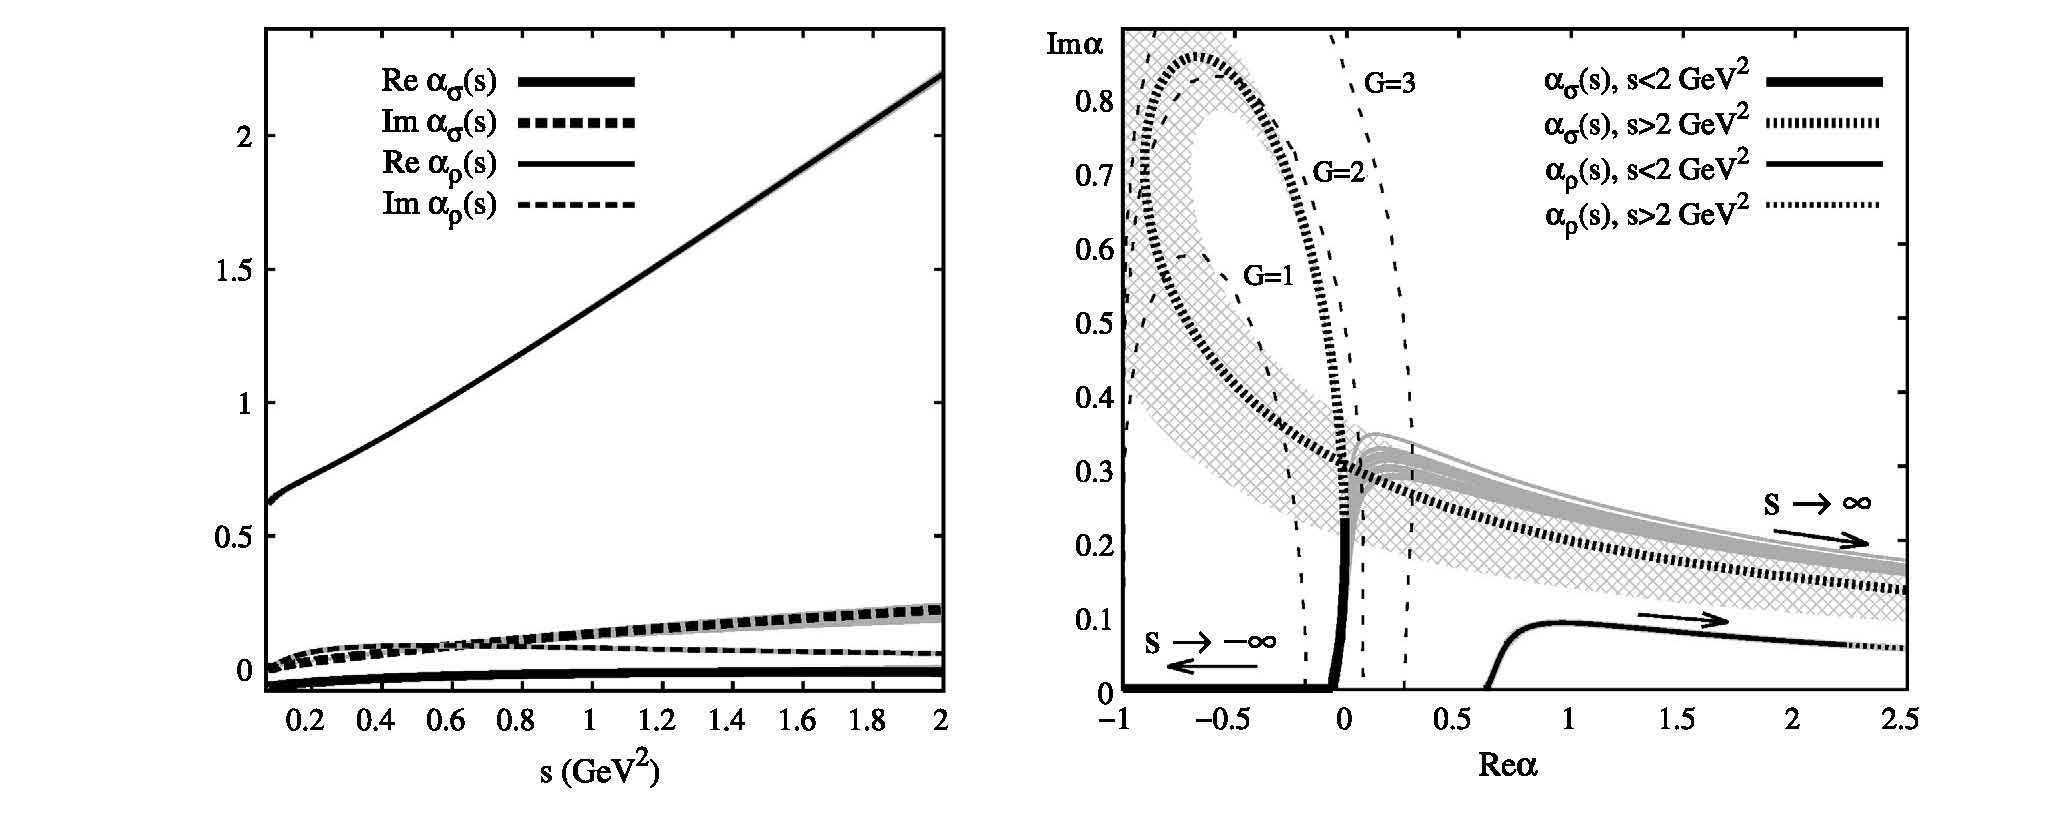 Re α_σ(s)
Im α_σ(s)
Re α_ρ(s)
Im α_ρ(s)
2
1.5
1
0.5
0
0.2 0.4 0.6 0.8 1 1.2 1.4 1.6 1.8 2
s (GeV²)
Imα
G=3
G=2
G=1
α_σ(s), s<2 GeV²
α_σ(s), s>2 GeV²
α_ρ(s), s<2 GeV²
α_ρ(s), s>2 GeV²
0.8
0.7
0.6
0.5
0.4
0.3
0.2
0.1
0
s → ∞
s → −∞
−1 −0.5 0 0.5 1 1.5 2 2.5
Reα